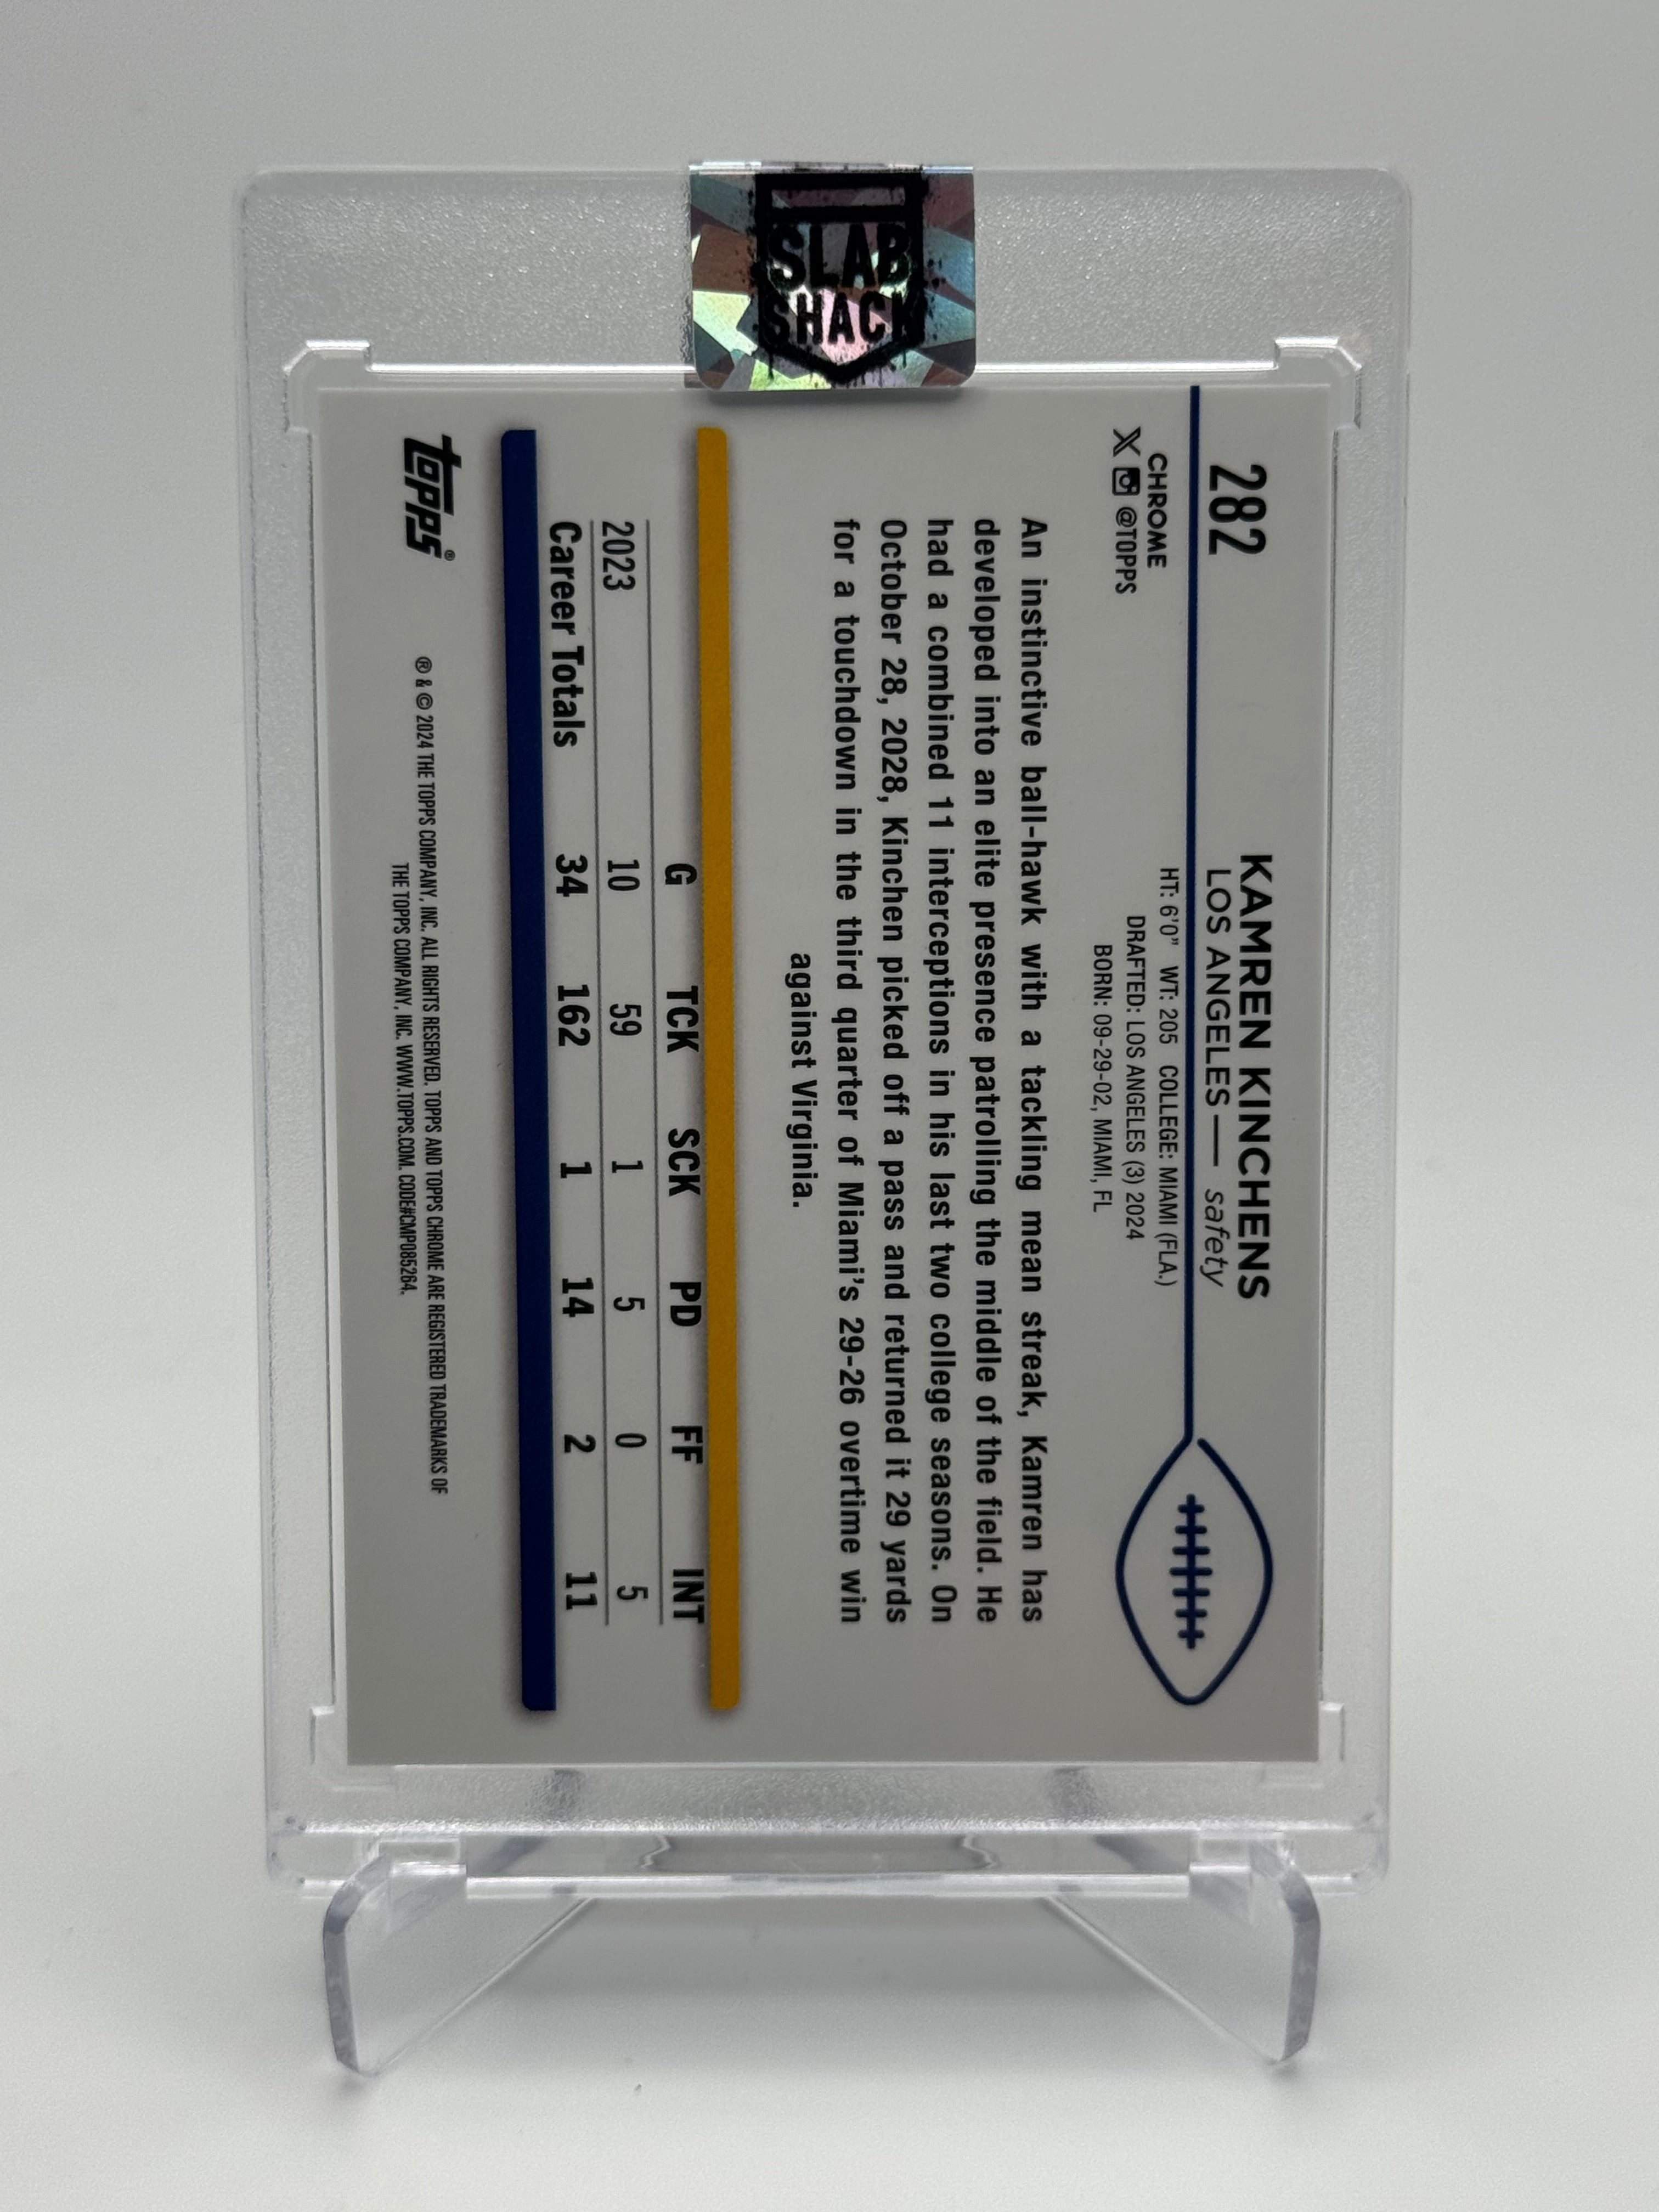 SLAB
SHACK
282
KAMREN KINCHENS
LOS ANGELES— safety
CHROME
X @TOPPS
HT: 6'0" WT: 205 COLLEGE: MIAMI (FLA.)
DRAFTED: LOS ANGELES (3) 2024
BORN: 09-29-02, MIAMI, FL
An instinctive ball-hawk with a tackling mean streak, Kamren has
developed into an elite presence patrolling the middle of the field. He
had a combined 11 interceptions in his last two college seasons. On
October 28, 2028, Kinchen picked off a pass and returned it 29 yards
for a touchdown in the third quarter of Miami's 29-26 overtime win
against Virginia.
G TCK SCK PD FF INT
2023 10 59 1 5 0 5
Career Totals 34 162 1 14 2 11
topps®
® & © 2024 THE TOPPS COMPANY, INC. ALL RIGHTS RESERVED. TOPPS AND TOPPS CHROME ARE REGISTERED TRADEMARKS OF
THE TOPPS COMPANY, INC. WWW.TOPPS.COM. CODE#CMP085264.